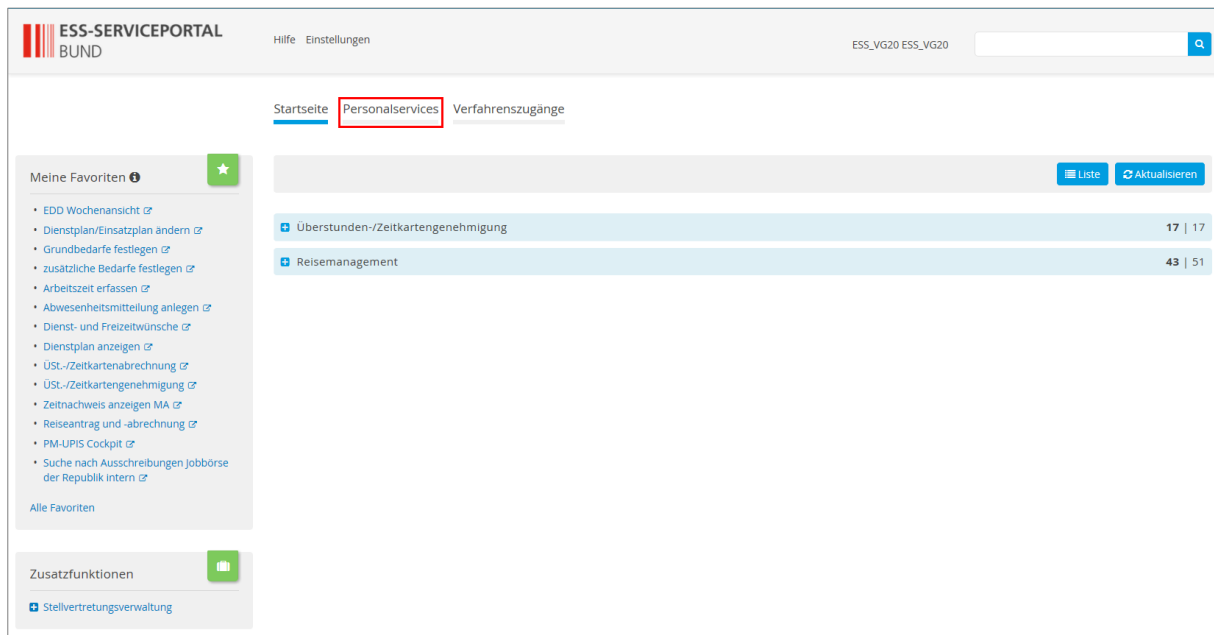 ESS-SERVICEPORTAL
BUND
Hilfe Einstellungen
ESS_VG20 ESS_VG20
Startseite Personalservices Verfahrenszugänge
Meine Favoriten
Liste Aktualisieren
• EDD Wochenansicht
• Dienstplan/Einsatzplan ändern
• Grundbedarfe festlegen
• zusätzliche Bedarfe festlegen
• Arbeitszeit erfassen
• Abwesenheitsmitteilung anlegen
• Dienst- und Freizeitwünsche
• Dienstplan anzeigen
• ÜSt.-/Zeitkartenabrechnung
• ÜSt.-/Zeitkartengenehmigung
• Zeitnachweis anzeigen MA
• Reiseantrag und -abrechnung
• PM-UPIS Cockpit
• Suche nach Ausschreibungen Jobbörse
der Republik intern
Alle Favoriten
Überstunden-/Zeitkartengenehmigung 17 | 17
Reisemanagement 43 | 51
Zusatzfunktionen
Stellvertretungsverwaltung